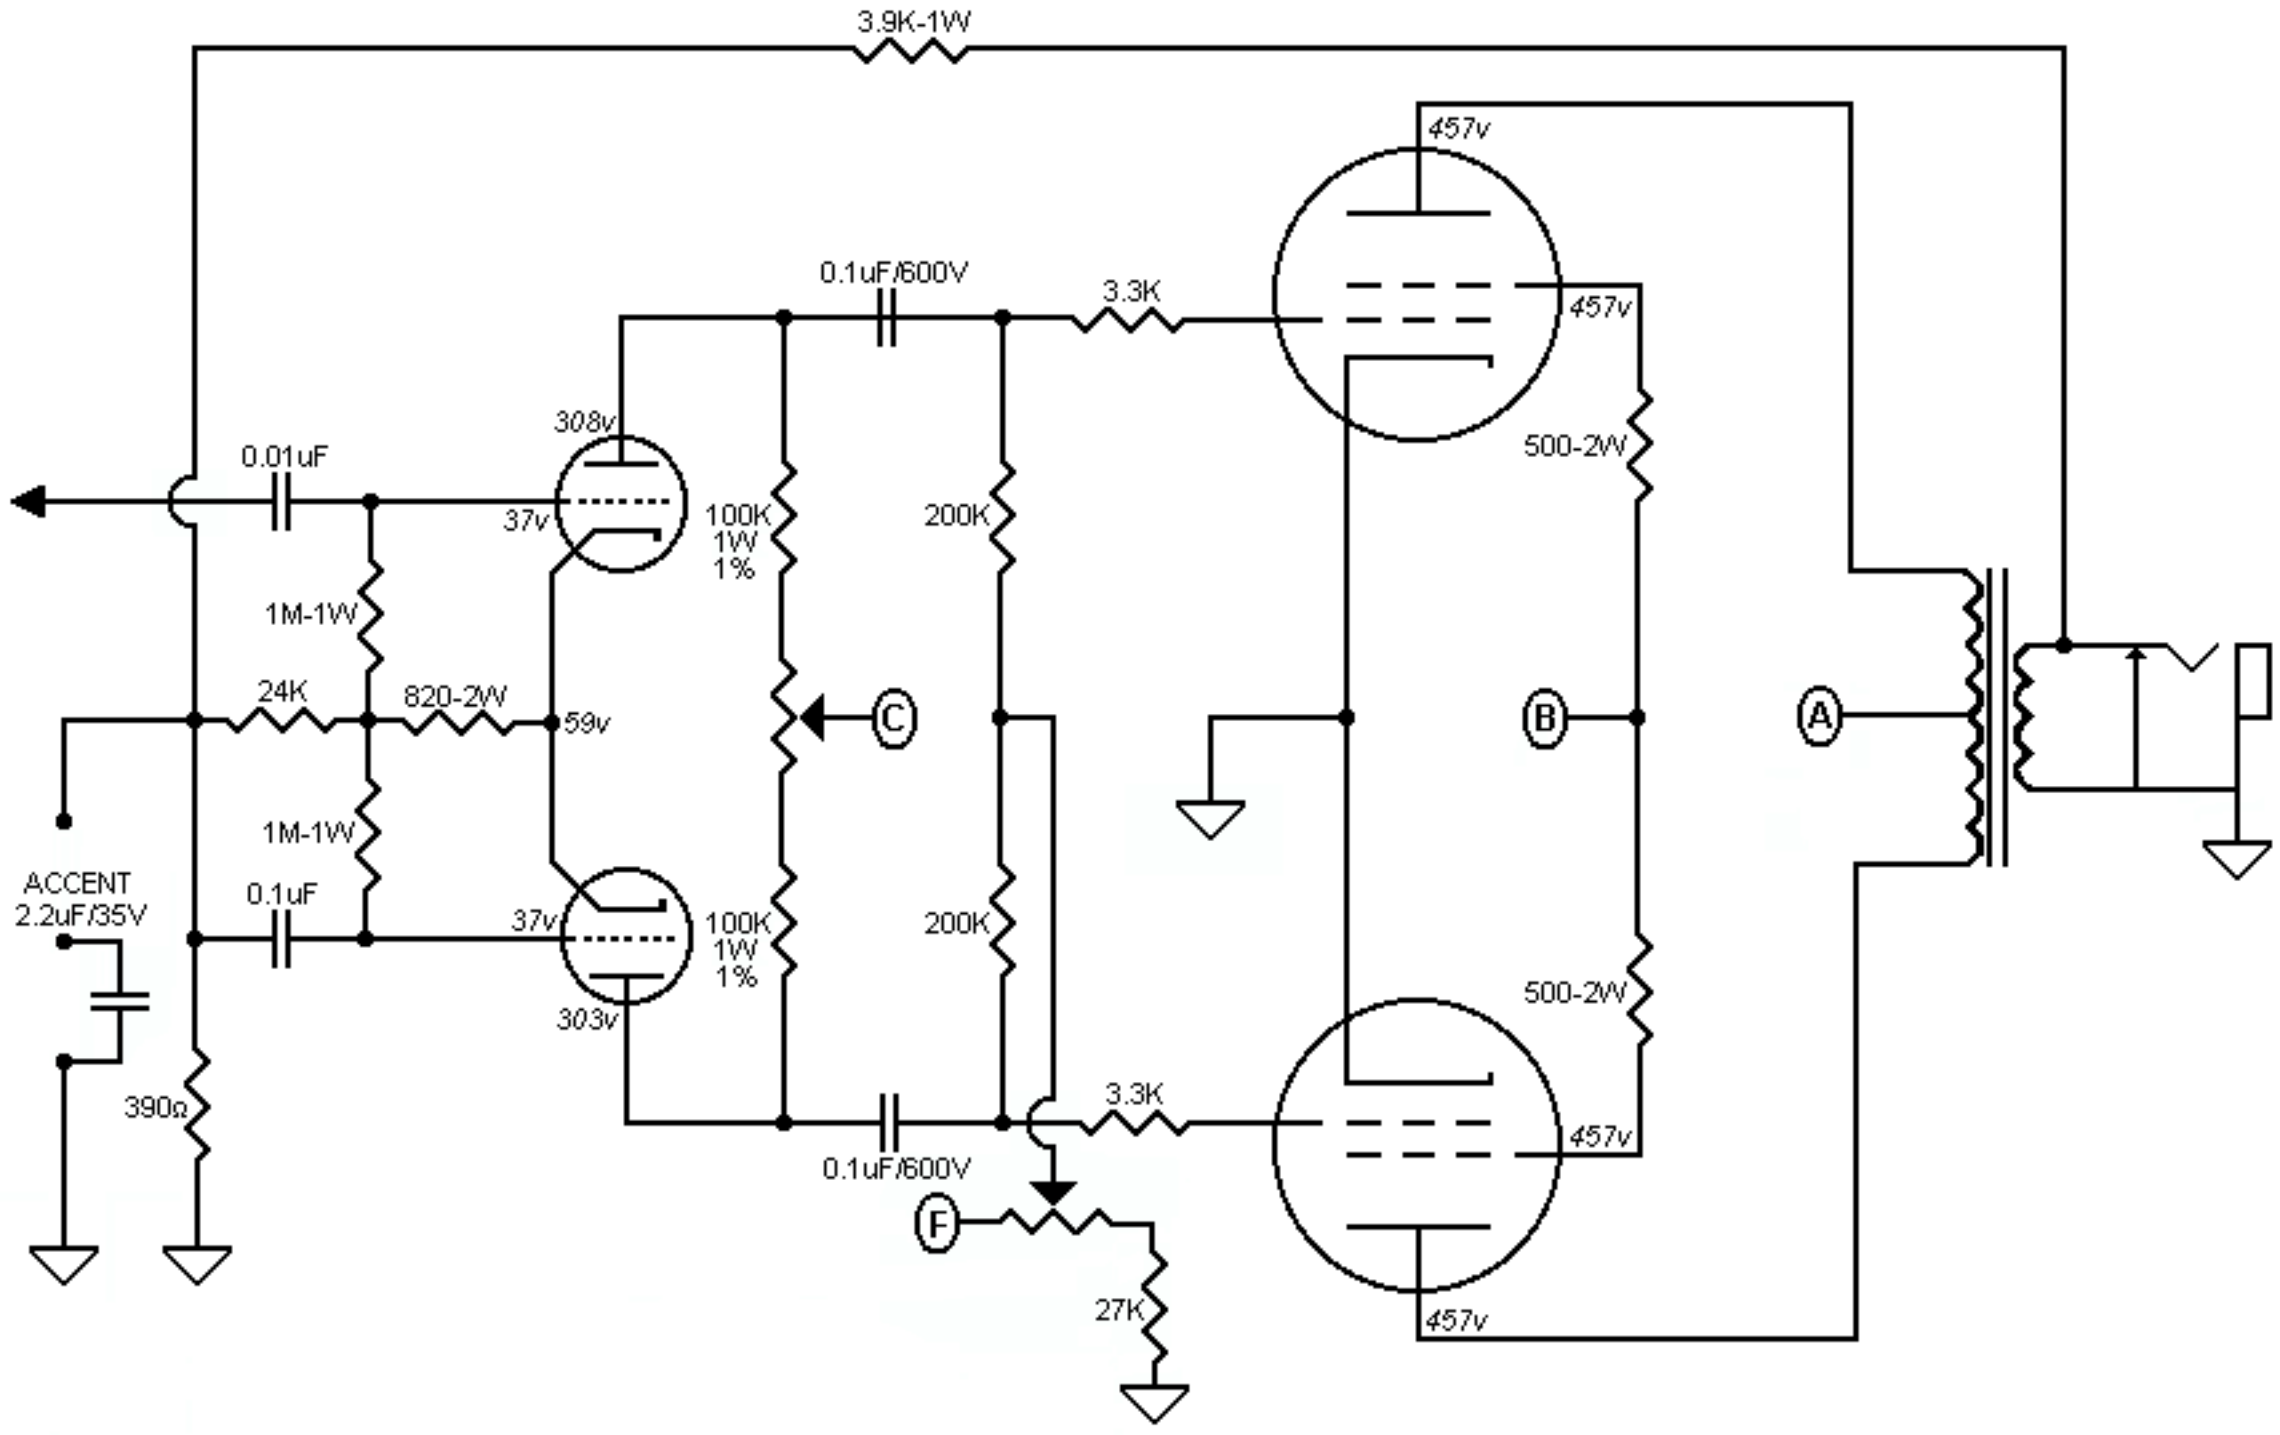 3.9K-1W
457v
0.1uF/600V
3.3K
457v
308v
500-2W
0.01uF
37v
100K
1W
1%
200K
1M-1W
24K
820-2W
59v
C
B
A
1M-1W
ACCENT
2.2uF/35V
0.1uF
37v
100K
1W
1%
200K
303v
500-2W
390Ω
3.3K
457v
0.1uF/600V
F
27K
457v